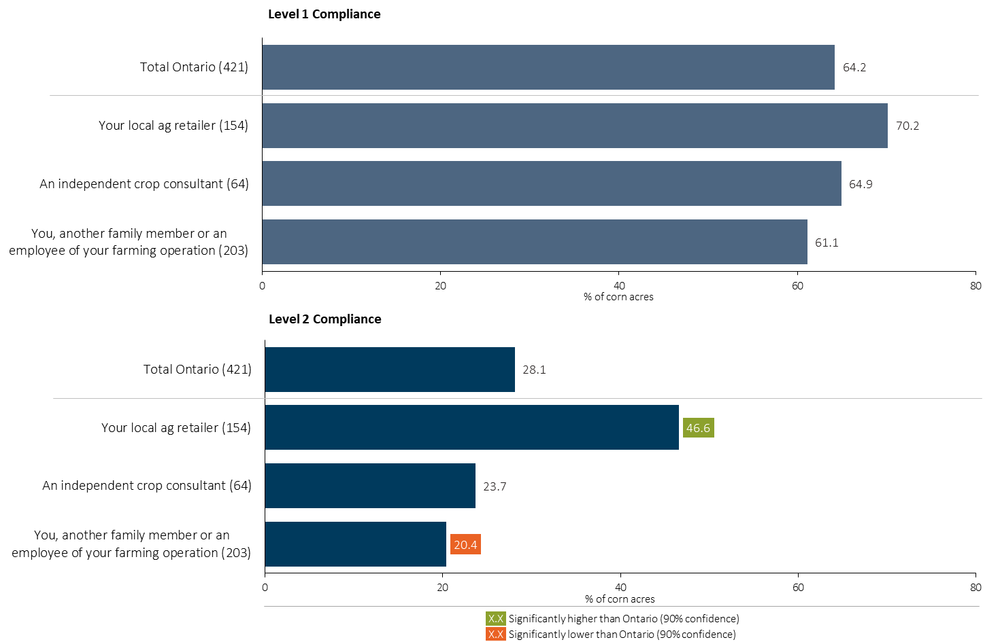 Level 1 Compliance
Total Ontario (421)
64.2
Your local ag retailer (154)
70.2
An independent crop consultant (64)
64.9
You, another family member or an
employee of your farming operation (203)
61.1
0 20 40 60 80
% of corn acres
Level 2 Compliance
Total Ontario (421)
28.1
Your local ag retailer (154)
46.6
An independent crop consultant (64)
23.7
You, another family member or an
employee of your farming operation (203)
20.4
0 20 40 60 80
% of corn acres
X.X Significantly higher than Ontario (90% confidence)
X.X Significantly lower than Ontario (90% confidence)